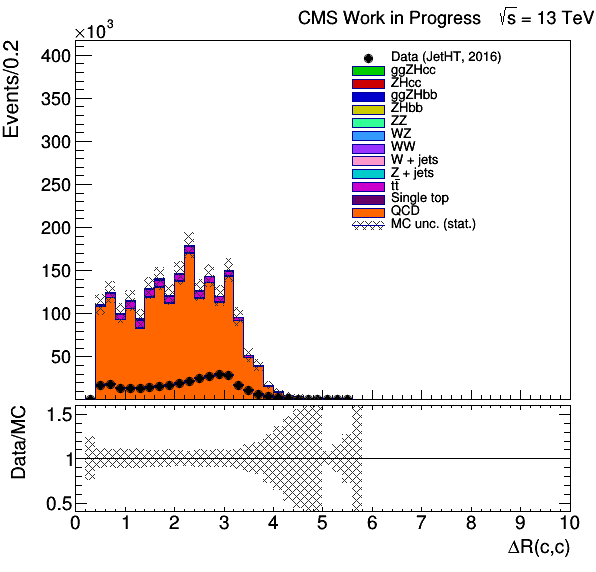 CMS Work in Progress √s = 13 TeV
×10³
Events/0.2
400
350
300
250
200
150
100
50
Data (JetHT, 2016)
ggZHcc
ZHcc
ggZHbb
ZHbb
ZZ
WZ
WW
W + jets
Z + jets
tt̄
Single top
QCD
MC unc. (stat.)
Data/MC
1.5
1
0.5
0 1 2 3 4 5 6 7 8 9 10
ΔR(c,c)